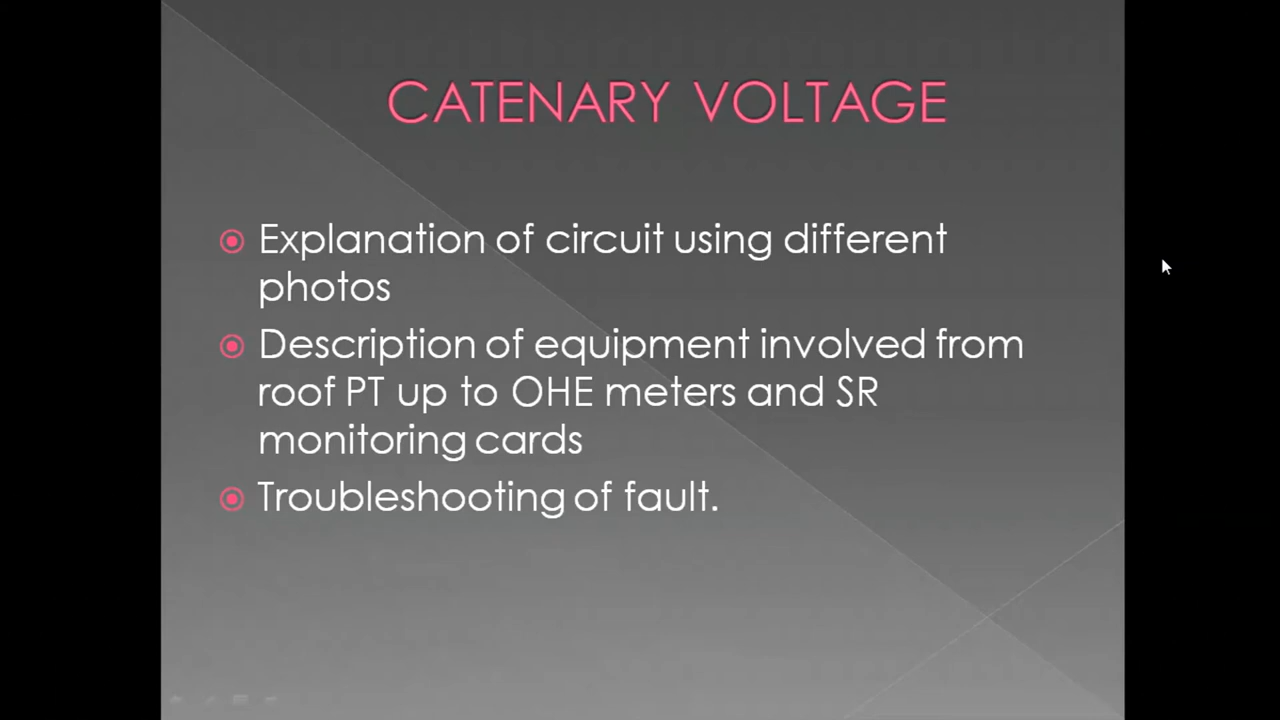 CATENARY VOLTAGE
Explanation of circuit using different
photos
Description of equipment involved from
roof PT up to OHE meters and SR
monitoring cards
Troubleshooting of fault.